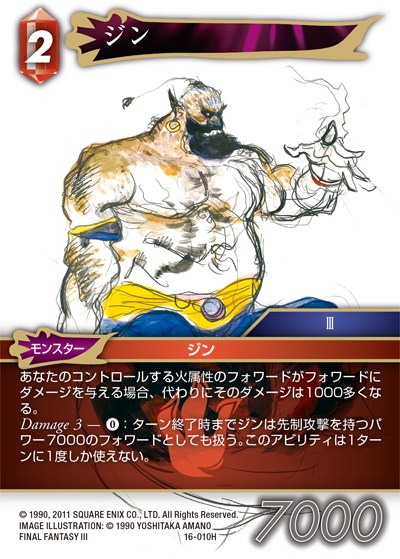 2
ジン
III
モンスター
ジン
あなたのコントロールする火属性のフォワードがフォワードに
ダメージを与える場合、代わりにそのダメージは1000多くな
る。
Damage 3 — 0：ターン終了時までジンは先制攻撃を持つパ
ワー7000のフォワードとしても扱う。このアビリティは1ター
ンに1度しか使えない。
© 1990, 2011 SQUARE ENIX CO., LTD. All Rights Reserved.
IMAGE ILLUSTRATION: © 1990 YOSHITAKA AMANO
FINAL FANTASY III
16-010H
7000